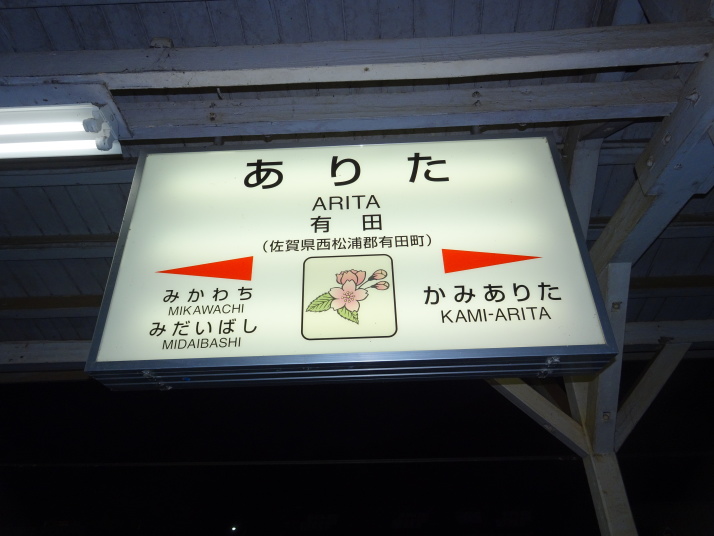 ありた
ARITA
有田
（佐賀県西松浦郡有田町）
みかわち
MIKAWACHI
みだいばし
MIDAIBASHI
かみありた
KAMI-ARITA